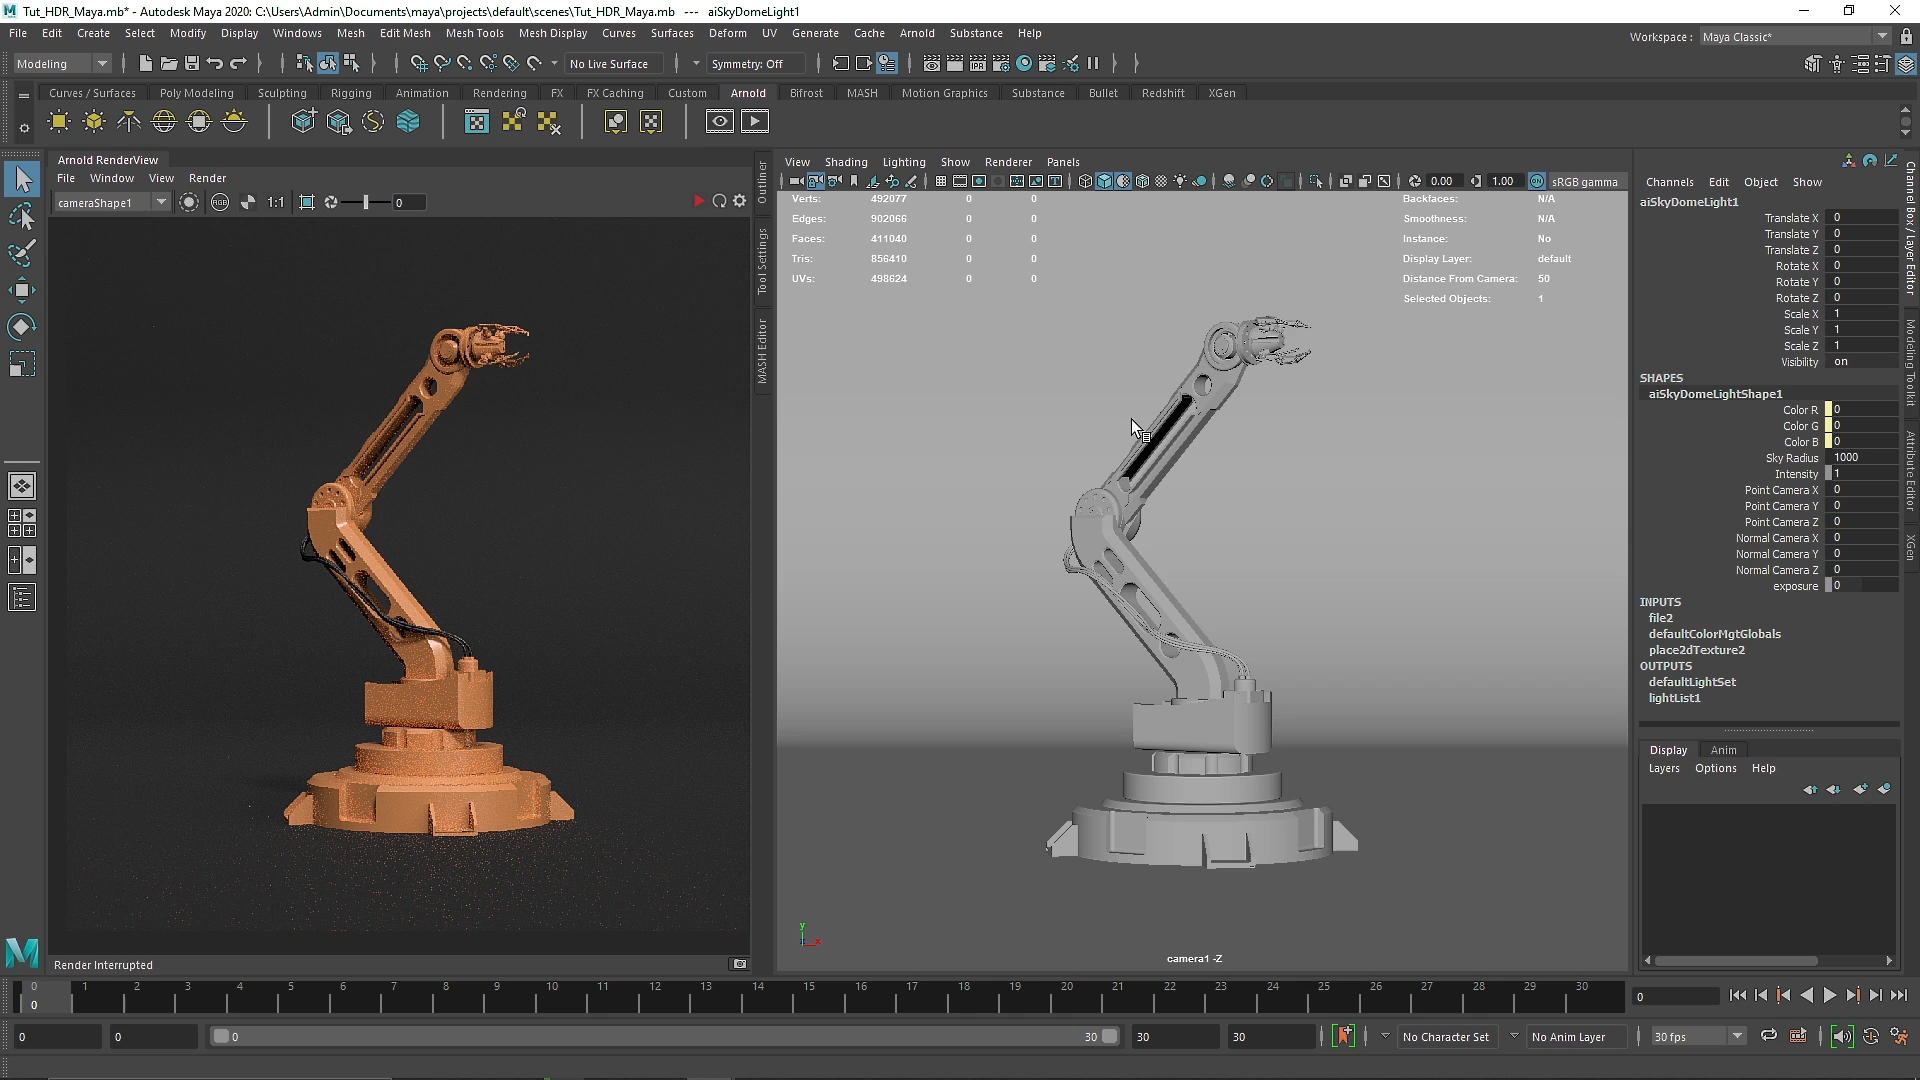 Tut_HDR_Maya.mb* - Autodesk Maya 2020: C:\Users\Admin\Documents\maya\projects\default\scenes\Tut_HDR_Maya.mb --- aiSkyDomeLight1
File Edit Create Select Modify Display Windows Mesh Edit Mesh Mesh Tools Mesh Display Curves Surfaces Deform UV Generate Cache Arnold Substance Help
Workspace : Maya Classic*
Modeling No Live Surface Symmetry: Off
Curves / Surfaces Poly Modeling Sculpting Rigging Animation Rendering FX FX Caching Custom Arnold Bifrost MASH Motion Graphics Substance Bullet Redshift XGen
Arnold RenderView
File Window View Render
cameraShape1 RGB 1:1 0
Render Interrupted
Outliner
Tool Settings
MASH Editor
View Shading Lighting Show Renderer Panels
0.00 1.00 ON sRGB gamma
Verts: 492077 0 0
Edges: 902066 0 0
Faces: 411040 0 0
Tris: 856410 0 0
UVs: 498624 0 0
Backfaces: N/A
Smoothness: N/A
Instance: No
Display Layer: default
Distance From Camera: 50
Selected Objects: 1
y
x
camera1 -Z
Channels Edit Object Show
aiSkyDomeLight1
Translate X 0
Translate Y 0
Translate Z 0
Rotate X 0
Rotate Y 0
Rotate Z 0
Scale X 1
Scale Y 1
Scale Z 1
Visibility on
SHAPES
aiSkyDomeLightShape1
Color R 0
Color G 0
Color B 0
Sky Radius 1000
Intensity 1
Point Camera X 0
Point Camera Y 0
Point Camera Z 0
Normal Camera X 0
Normal Camera Y 0
Normal Camera Z 0
exposure 0
INPUTS
file2
defaultColorMgtGlobals
place2dTexture2
OUTPUTS
defaultLightSet
lightList1
Display Anim
Layers Options Help
Channel Box / Layer Editor
Modeling Toolkit
Attribute Editor
XGen
0 1 2 3 4 5 6 7 8 9 10 11 12 13 14 15 16 17 18 19 20 21 22 23 24 25 26 27 28 29 30
0
0
0 0 0 30 30 30 No Character Set No Anim Layer 30 fps